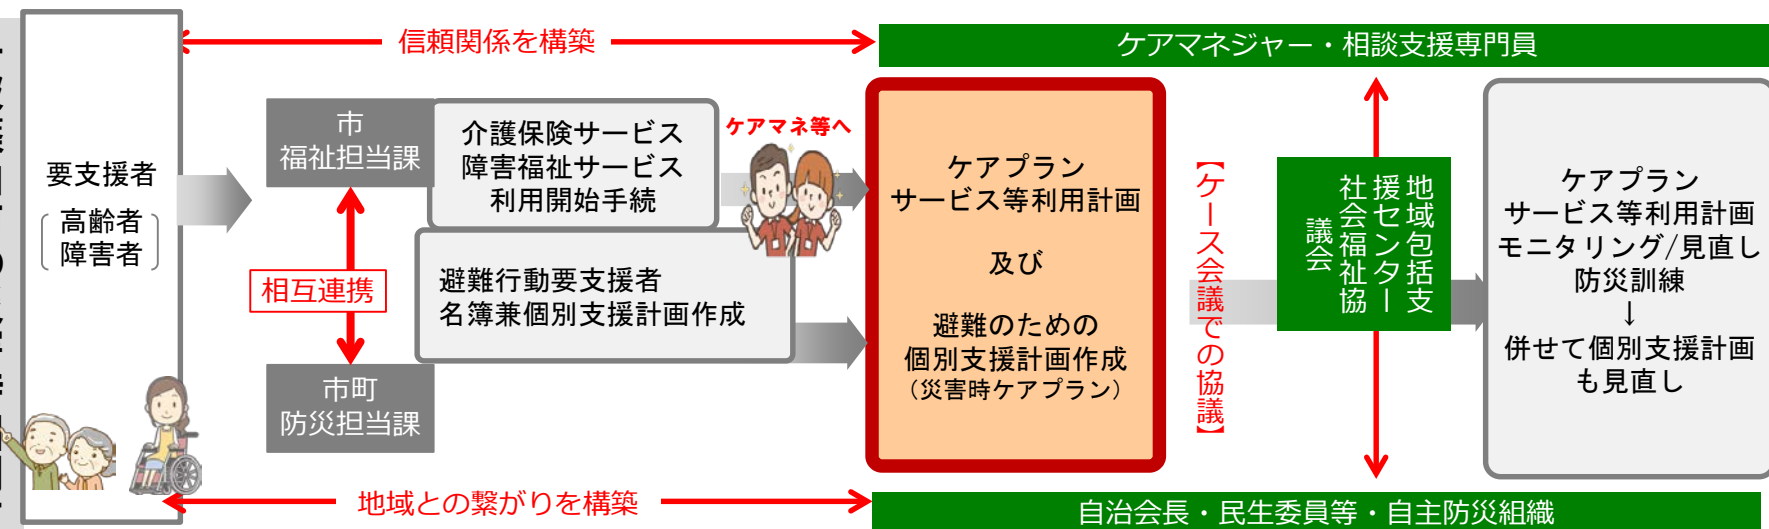 信頼関係を構築
ケアマネジャー・相談支援専門員
要支援者
高齢者
障害者
市
福祉担当課
相互連携
市町
防災担当課
介護保険サービス
障害福祉サービス
利用開始手続
避難行動要支援者
名簿兼個別支援計画作成
ケアマネ等へ
ケアプラン
サービス等利用計画
及び
避難のための
個別支援計画作成
（災害時ケアプラン）
【ケース会議での協議】
地域包括支
援センター
社会福祉協
議会
ケアプラン
サービス等利用計画
モニタリング/見直し
防災訓練
↓
併せて個別支援計画
も見直し
地域との繋がりを構築
自治会長・民生委員等・自主防災組織